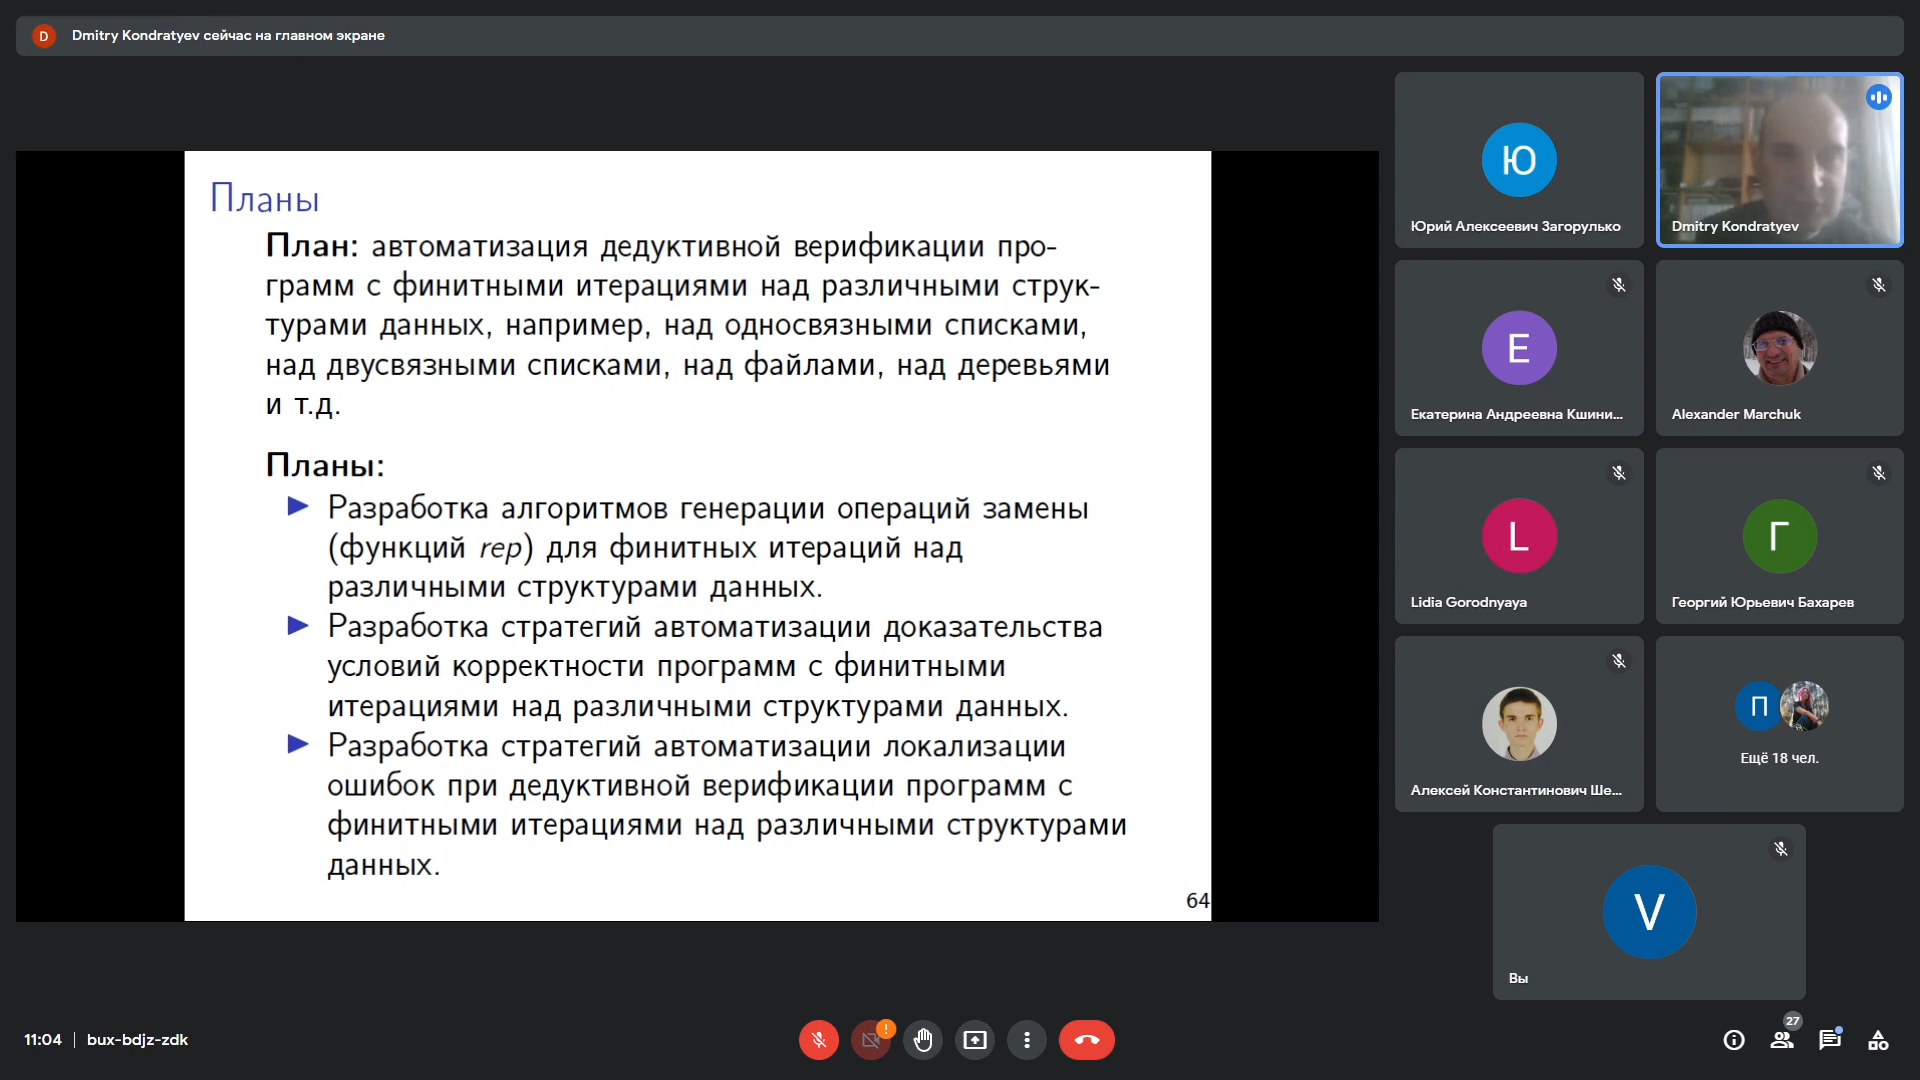 D
Dmitry Kondratyev сейчас на главном экране
Планы
План: автоматизация дедуктивной верификации про-
грамм с финитными итерациями над различными струк-
турами данных, например, над односвязными списками,
над двусвязными списками, над файлами, над деревьями
и т.д.
Планы:
Разработка алгоритмов генерации операций замены
(функций rep) для финитных итераций над
различными структурами данных.
Разработка стратегий автоматизации доказательства
условий корректности программ с финитными
итерациями над различными структурами данных.
Разработка стратегий автоматизации локализации
ошибок при дедуктивной верификации программ с
финитными итерациями над различными структурами
данных.
64
Ю
Юрий Алексеевич Загорулько
Dmitry Kondratyev
Е
Екатерина Андреевна Кшини...
Alexander Marchuk
L
Lidia Gorodnyaya
Г
Георгий Юрьевич Бахарев
Алексей Константинович Ше...
П
Ещё 18 чел.
V
Вы
11:04 | bux-bdjz-zdk
!
27